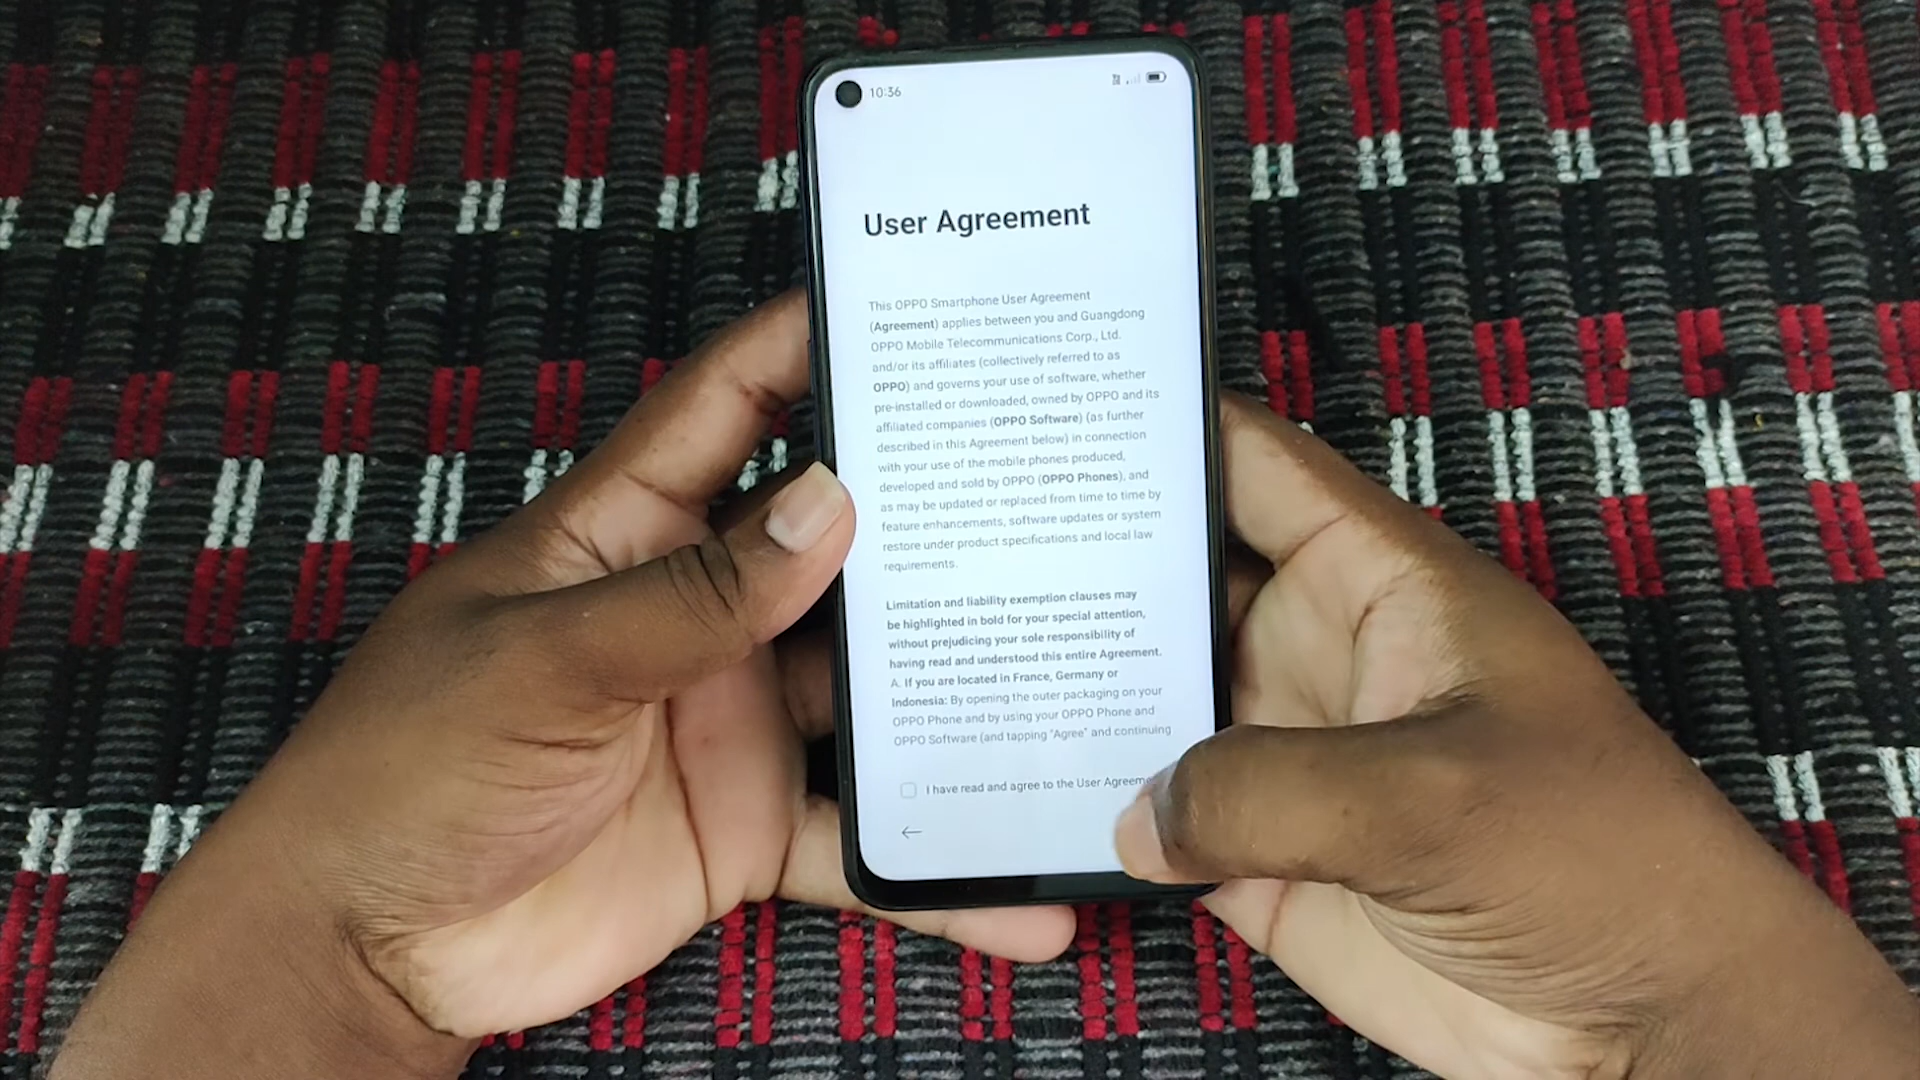 10:36
User Agreement
This OPPO Smartphone User Agreement
(Agreement) applies between you and Guangdong
OPPO Mobile Telecommunications Corp., Ltd.
and/or its affiliates (collectively referred to as
OPPO) and governs your use of software, whether
pre-installed or downloaded, owned by OPPO and its
affiliated companies (OPPO Software) (as further
described in this Agreement below) in connection
with your use of the mobile phones produced,
developed and sold by OPPO (OPPO Phones), and
as may be updated or replaced from time to time by
feature enhancements, software updates or system
restore under product specifications and local law
requirements.
Limitation and liability exemption clauses may
be highlighted in bold for your special attention,
without prejudicing your sole responsibility of
having read and understood this entire Agreement.
A. If you are located in France, Germany or
Indonesia: By opening the outer packaging on your
OPPO Phone and by using your OPPO Phone and
OPPO Software (and tapping "Agree" and continuing
I have read and agree to the User